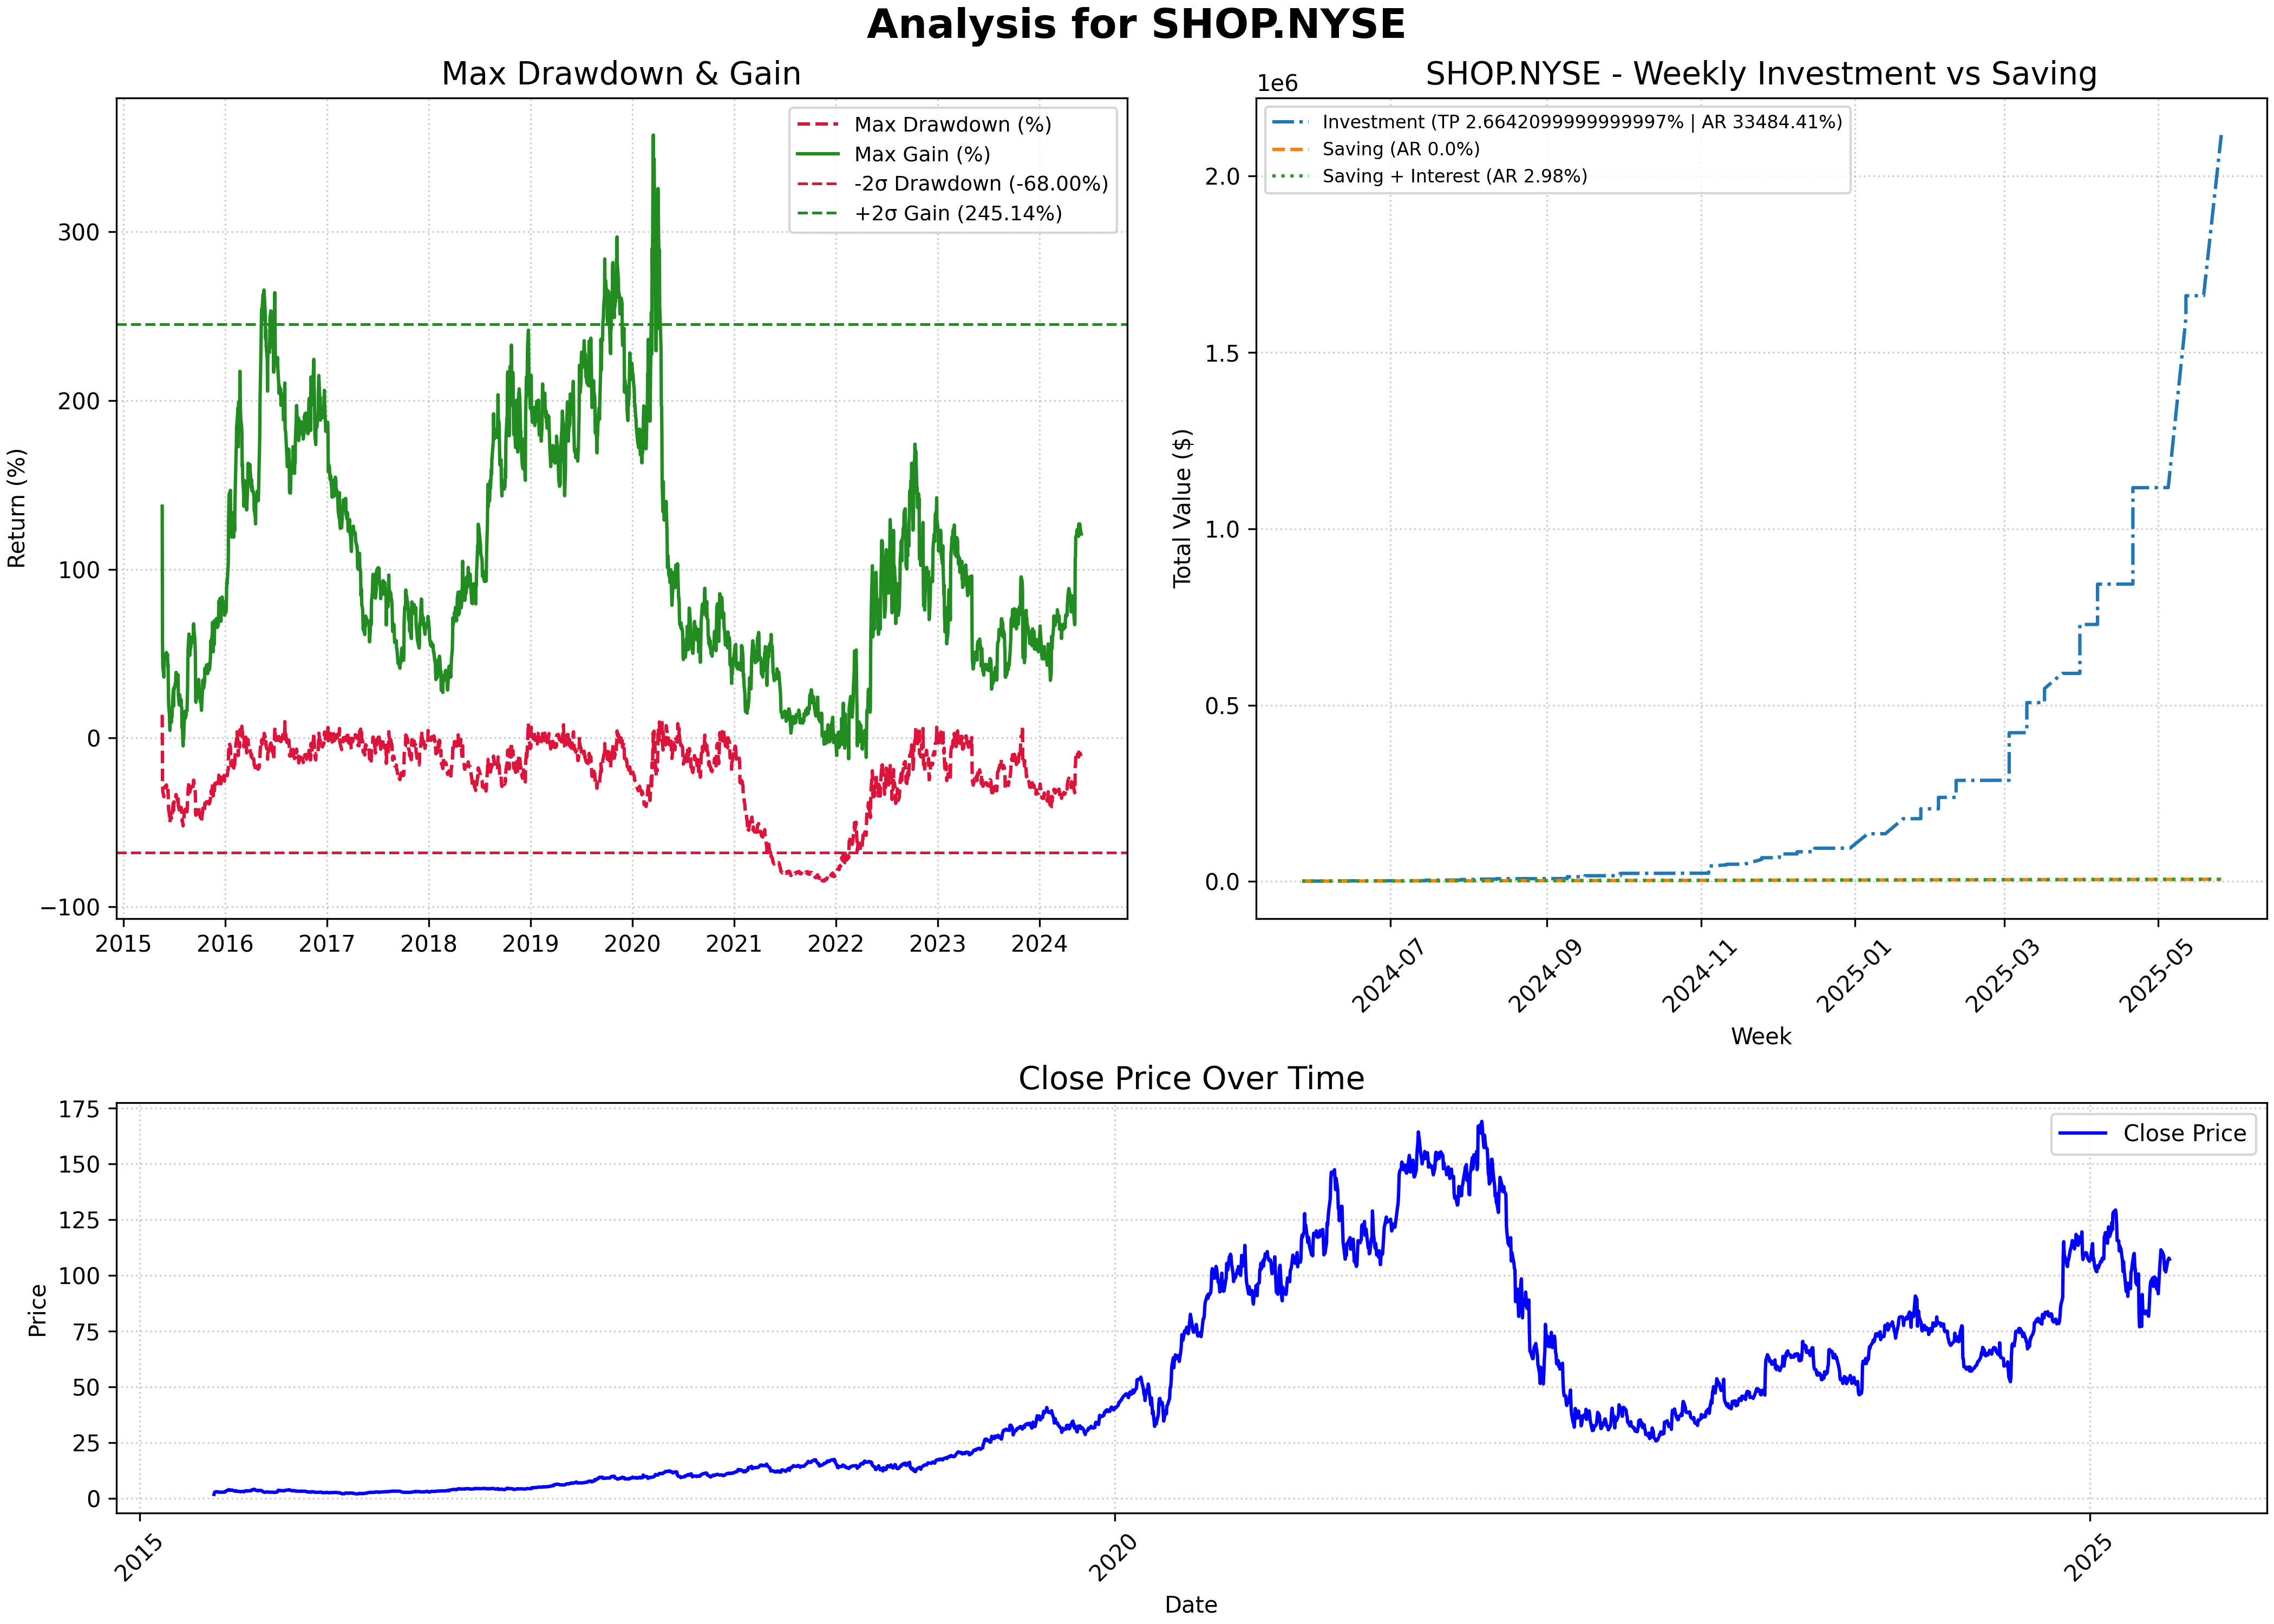 Analysis for SHOP.NYSE
Max Drawdown & Gain
Return (%)
300
200
100
0
−100
2015 2016 2017 2018 2019 2020 2021 2022 2023 2024
Max Drawdown (%)
Max Gain (%)
-2σ Drawdown (-68.00%)
+2σ Gain (245.14%)
SHOP.NYSE - Weekly Investment vs Saving
1e6
Total Value ($)
2.0
1.5
1.0
0.5
0.0
Investment (TP 2.6642099999999997% | AR 33484.41%)
Saving (AR 0.0%)
Saving + Interest (AR 2.98%)
2024-07 2024-09 2024-11 2025-01 2025-03 2025-05
Week
Close Price Over Time
Price
175
150
125
100
75
50
25
0
Close Price
2015 2020 2025
Date